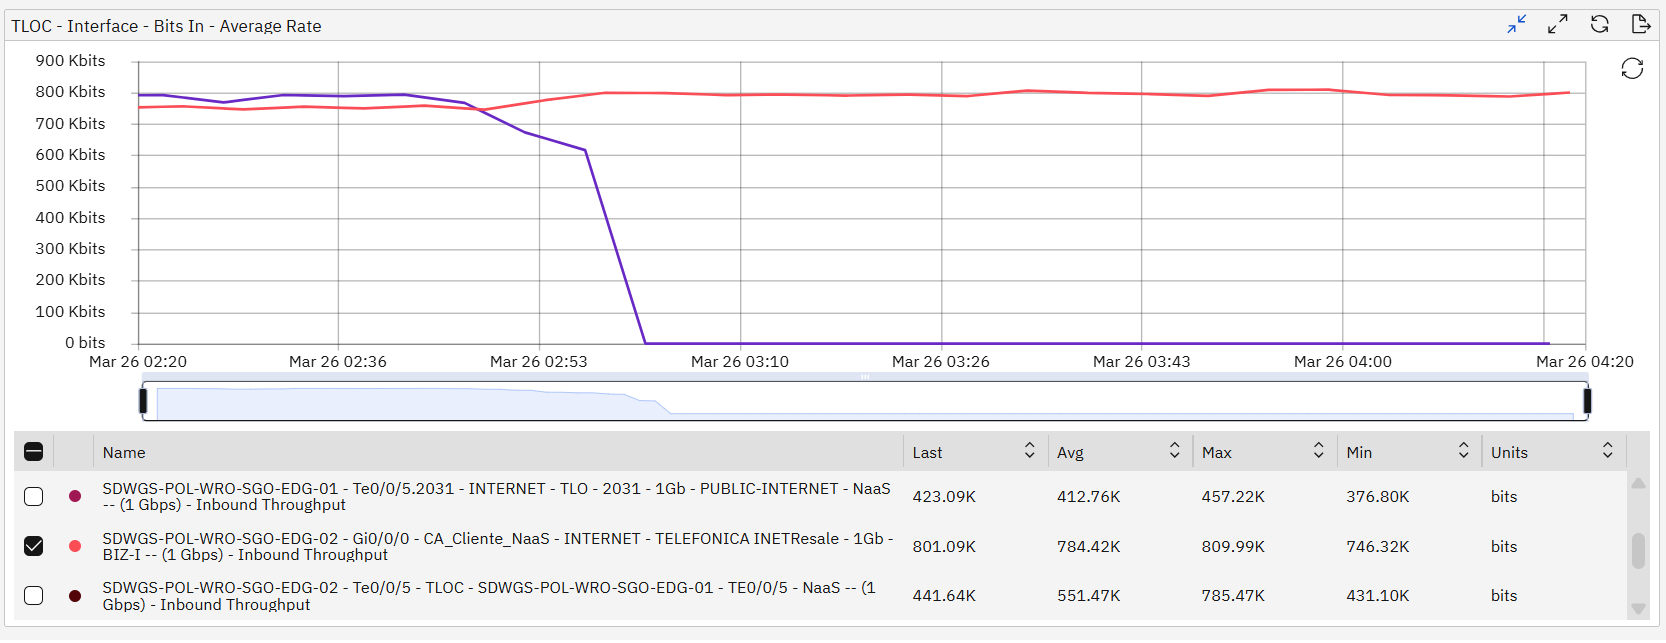 TLOC - Interface - Bits In - Average Rate
900 Kbits
800 Kbits
700 Kbits
600 Kbits
500 Kbits
400 Kbits
300 Kbits
200 Kbits
100 Kbits
0 bits
Mar 26 02:20 Mar 26 02:36 Mar 26 02:53 Mar 26 03:10 Mar 26 03:26 Mar 26 03:43 Mar 26 04:00 Mar 26 04:20
Name Last Avg Max Min Units
SDWGS-POL-WRO-SGO-EDG-01 - Te0/0/5.2031 - INTERNET - TLO - 2031 - 1Gb - PUBLIC-INTERNET - NaaS
-- (1 Gbps) - Inbound Throughput
423.09K 412.76K 457.22K 376.80K bits
SDWGS-POL-WRO-SGO-EDG-02 - Gi0/0/0 - CA_Cliente_NaaS - INTERNET - TELEFONICA INETResale - 1Gb -
BIZ-I -- (1 Gbps) - Inbound Throughput
801.09K 784.42K 809.99K 746.32K bits
SDWGS-POL-WRO-SGO-EDG-02 - Te0/0/5 - TLOC - SDWGS-POL-WRO-SGO-EDG-01 - TE0/0/5 - NaaS -- (1
Gbps) - Inbound Throughput
441.64K 551.47K 785.47K 431.10K bits